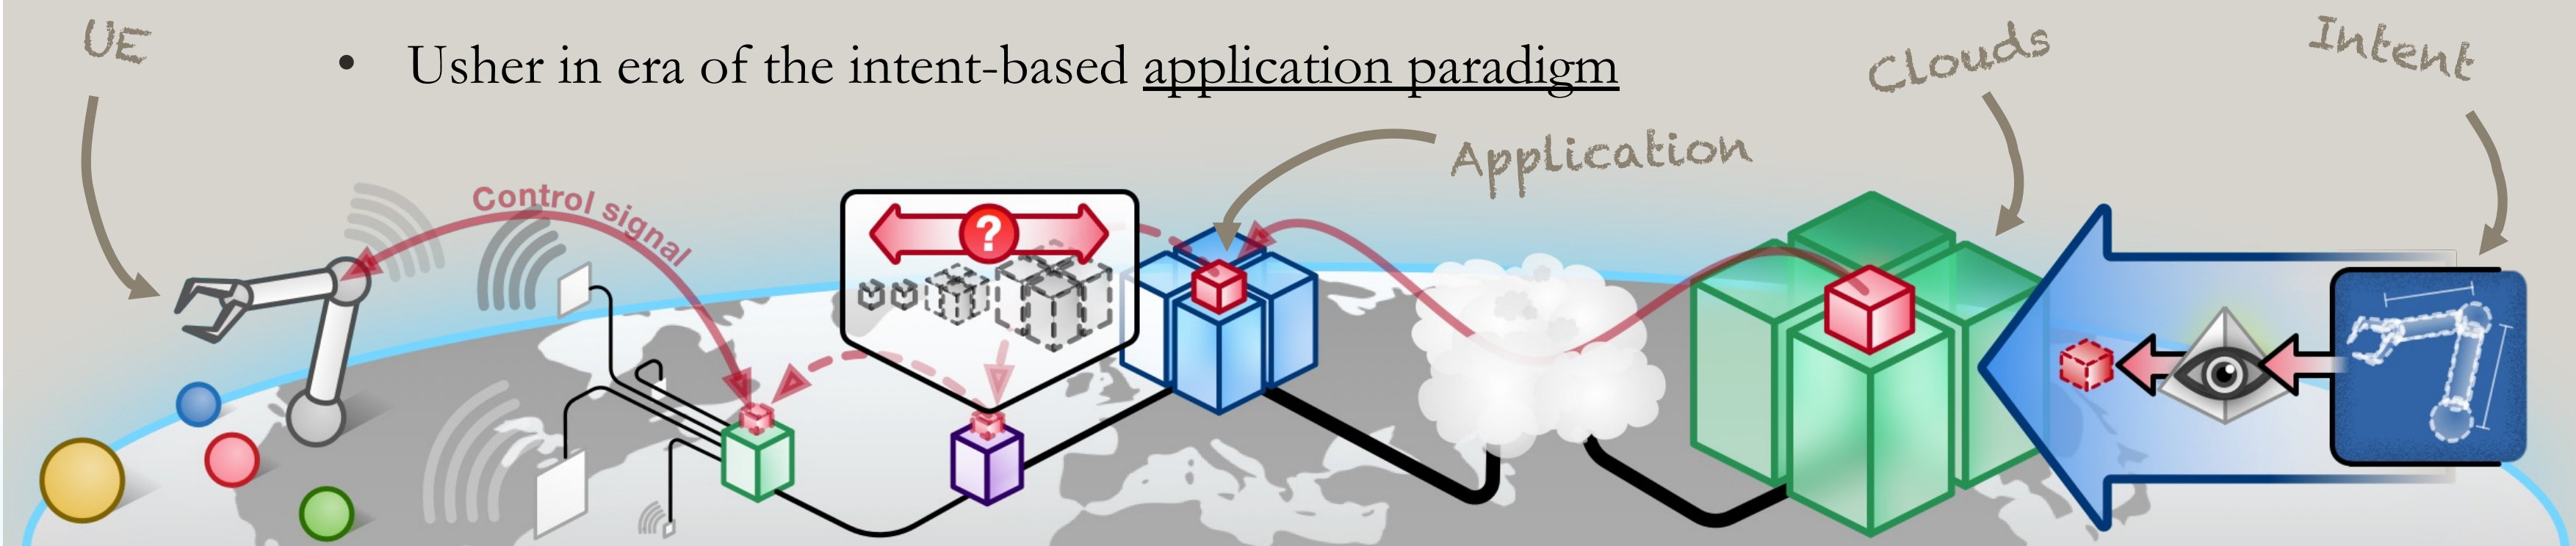 UE
• Usher in era of the intent-based application paradigm
Clouds
Intent
Application
Control signal
?